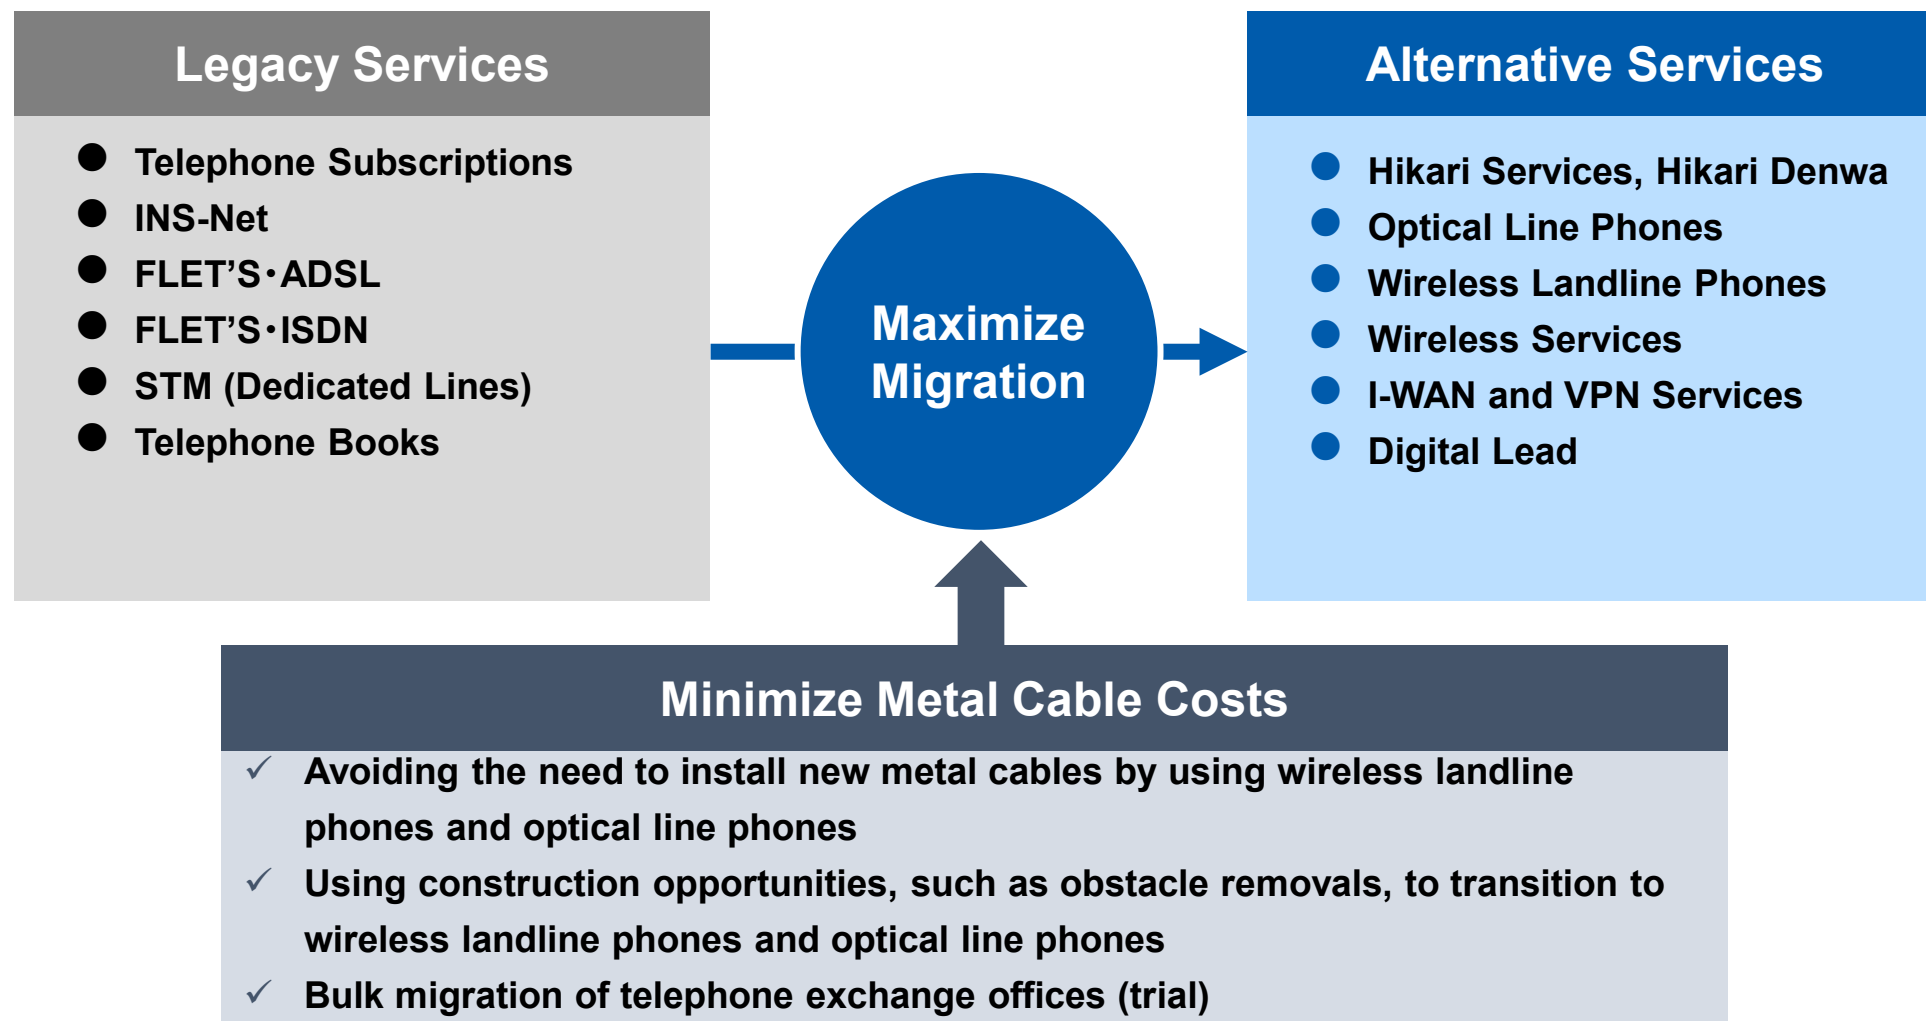 Legacy Services
● Telephone Subscriptions
● INS-Net
● FLET’S・ADSL
● FLET’S・ISDN
● STM (Dedicated Lines)
● Telephone Books
Maximize
Migration
Alternative Services
● Hikari Services, Hikari Denwa
● Optical Line Phones
● Wireless Landline Phones
● Wireless Services
● I-WAN and VPN Services
● Digital Lead
Minimize Metal Cable Costs
✓ Avoiding the need to install new metal cables by using wireless landline
phones and optical line phones
✓ Using construction opportunities, such as obstacle removals, to transition to
wireless landline phones and optical line phones
✓ Bulk migration of telephone exchange offices (trial)